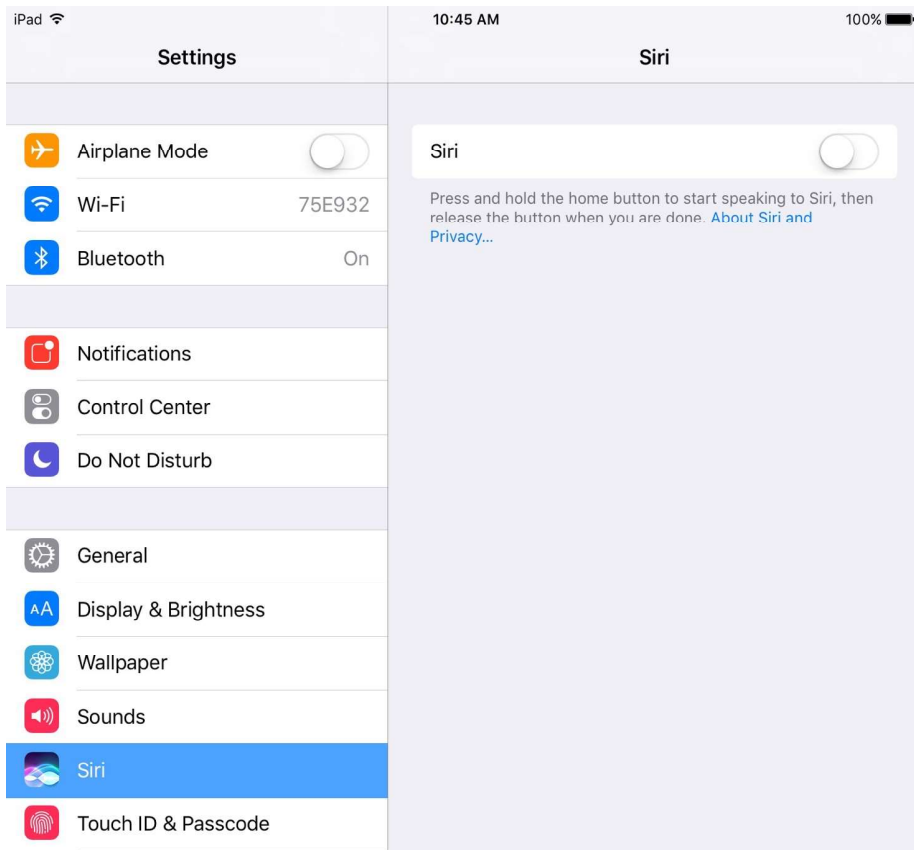 iPad 10:45 AM 100%
Settings
Siri
Airplane Mode
Wi-Fi 75E932
Bluetooth On
Notifications
Control Center
Do Not Disturb
General
AA Display & Brightness
Wallpaper
Sounds
Siri
Touch ID & Passcode
Siri
Press and hold the home button to start speaking to Siri, then
release the button when you are done. About Siri and
Privacy...